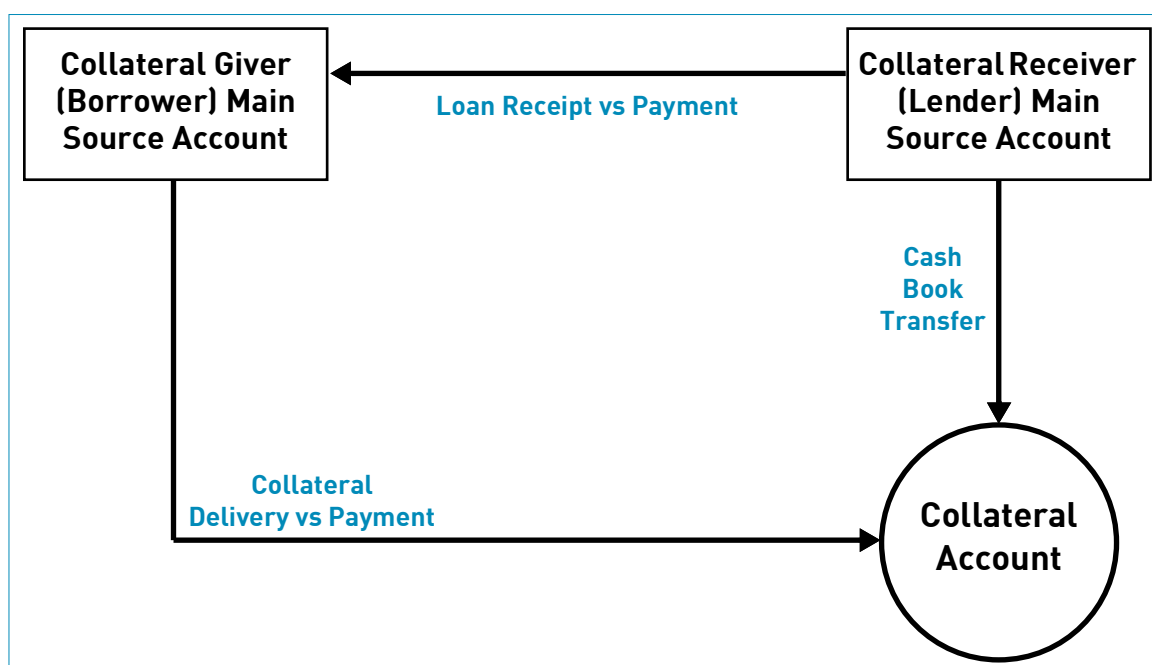 Collateral Giver
(Borrower) Main
Source Account
Collateral Receiver
(Lender) Main
Source Account
Loan Receipt vs Payment
Cash
Book
Transfer
Collateral
Delivery vs Payment
Collateral
Account